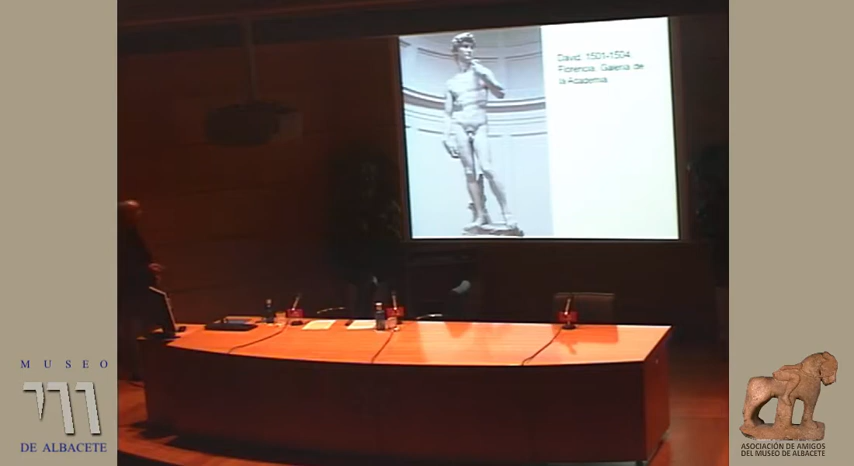 David. 1501-1504
Florencia. Galería de
la Academia
MUSEO
DE ALBACETE
ASOCIACIÓN DE AMIGOS
DEL MUSEO DE ALBACETE